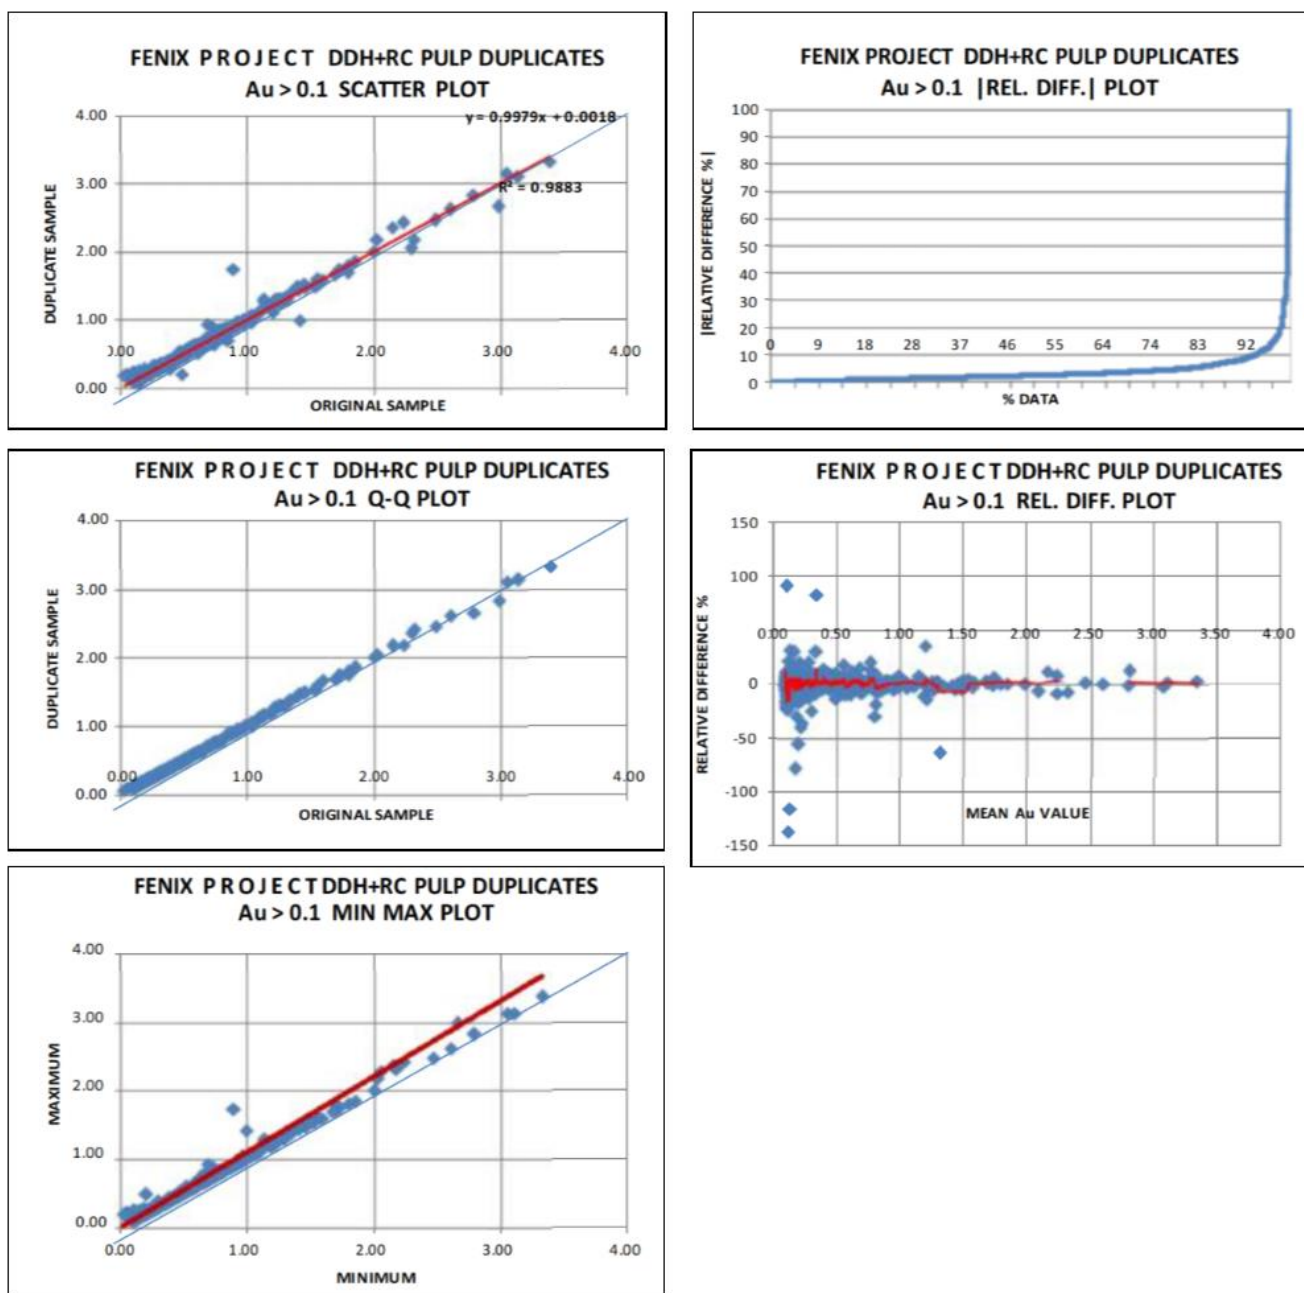 FENIX PROJECT DDH+RC PULP DUPLICATES
Au > 0.1 SCATTER PLOT
y = 0.9979x + 0.0018
R² = 0.9883
4.00
3.00
2.00
1.00
0.00
DUPLICATE SAMPLE
0.00 1.00 2.00 3.00 4.00
ORIGINAL SAMPLE
FENIX PROJECT DDH+RC PULP DUPLICATES
Au > 0.1 |REL. DIFF.| PLOT
100
90
80
70
60
50
40
30
20
10
0
|RELATIVE DIFFERENCE %|
0 9 18 28 37 46 55 64 74 83 92
% DATA
FENIX PROJECT DDH+RC PULP DUPLICATES
Au > 0.1 Q-Q PLOT
4.00
3.00
2.00
1.00
0.00
DUPLICATE SAMPLE
0.00 1.00 2.00 3.00 4.00
ORIGINAL SAMPLE
FENIX PROJECT DDH+RC PULP DUPLICATES
Au > 0.1 REL. DIFF. PLOT
150
100
50
0
-50
-100
-150
RELATIVE DIFFERENCE %
0.00 0.50 1.00 1.50 2.00 2.50 3.00 3.50 4.00
MEAN Au VALUE
FENIX PROJECT DDH+RC PULP DUPLICATES
Au > 0.1 MIN MAX PLOT
4.00
3.00
2.00
1.00
0.00
MAXIMUM
0.00 1.00 2.00 3.00 4.00
MINIMUM